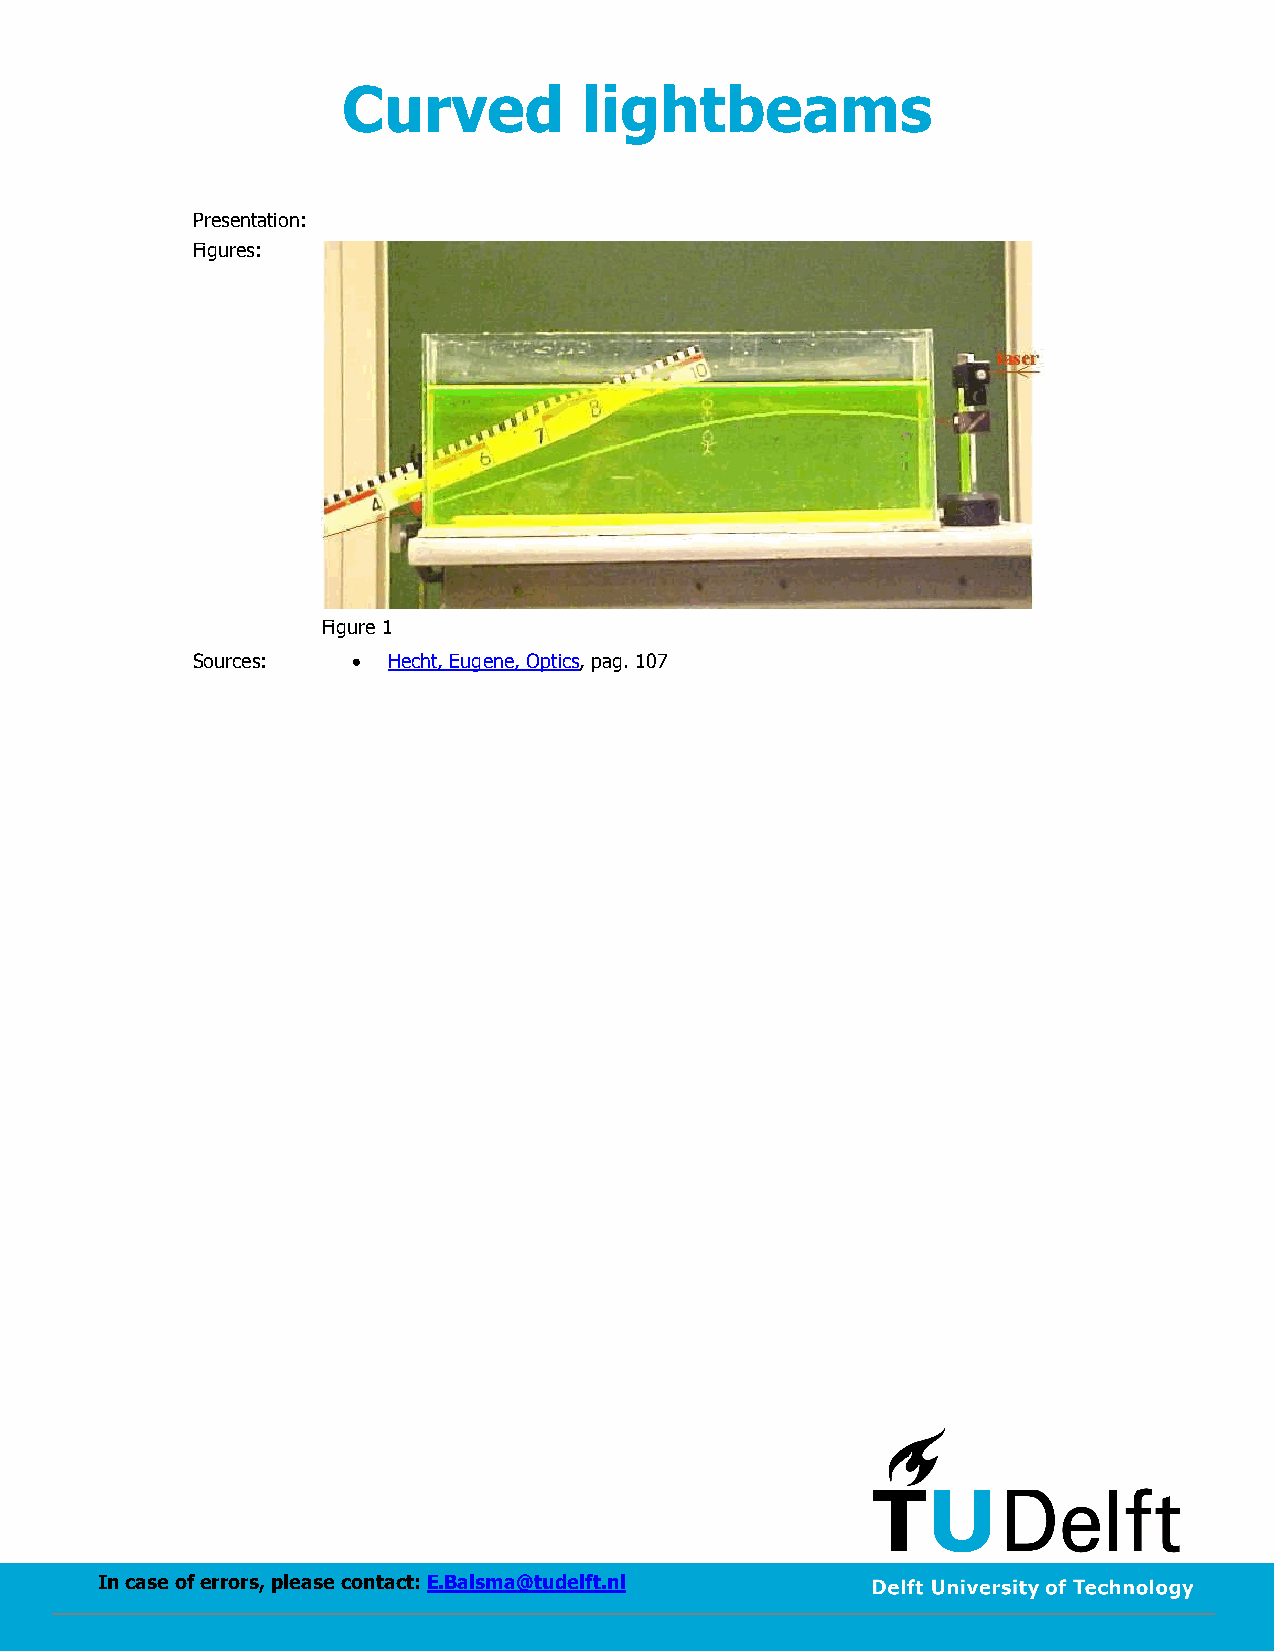 Curved lightbeams
Presentation:
Figures:
laser
10
8
7
6
4
Figure 1
Sources: • Hecht, Eugene, Optics, pag. 107
TUDelft
In case of errors, please contact: E.Balsma@tudelft.nl
Delft University of Technology